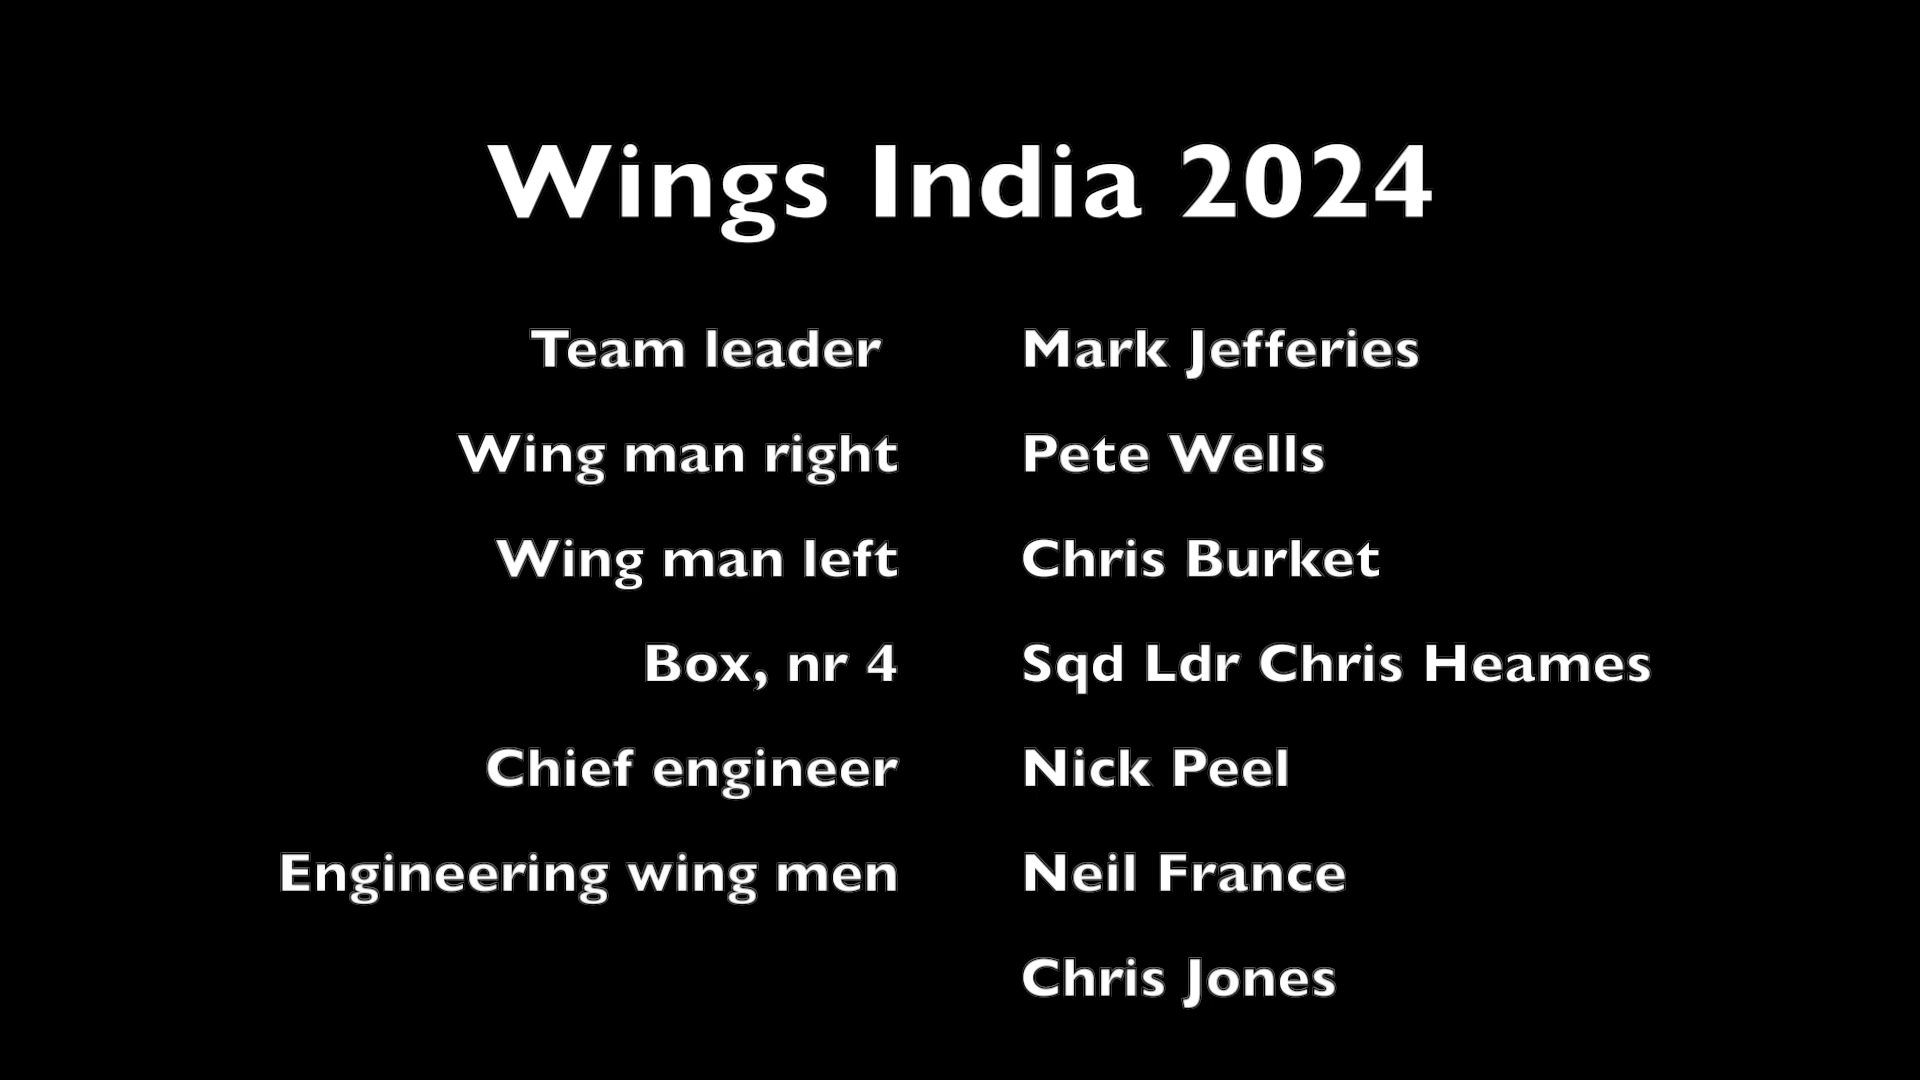 Wings India 2024
Team leader Mark Jefferies
Wing man right Pete Wells
Wing man left Chris Burket
Box, nr 4 Sqd Ldr Chris Heames
Chief engineer Nick Peel
Engineering wing men Neil France
Chris Jones